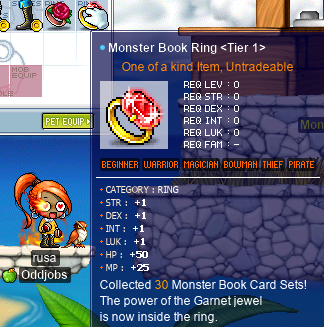 MOB
EQUIP
PET EQUIP
Monster Book Ring <Tier 1>
One of a kind Item, Untradeable
REQ LEV : 0
REQ STR : 0
REQ DEX : 0
REQ INT : 0
REQ LUK : 0
REQ FAM : -
BEGINNER WARRIOR MAGICIAN BOWMAN THIEF PIRATE
· CATEGORY : RING
· STR : +1
· DEX : +1
· INT : +1
· LUK : +1
· HP : +50
· MP : +25
Collected 30 Monster Book Card Sets!
The power of the Garnet jewel
is now inside the ring.
Mon
rusa
Oddjobs